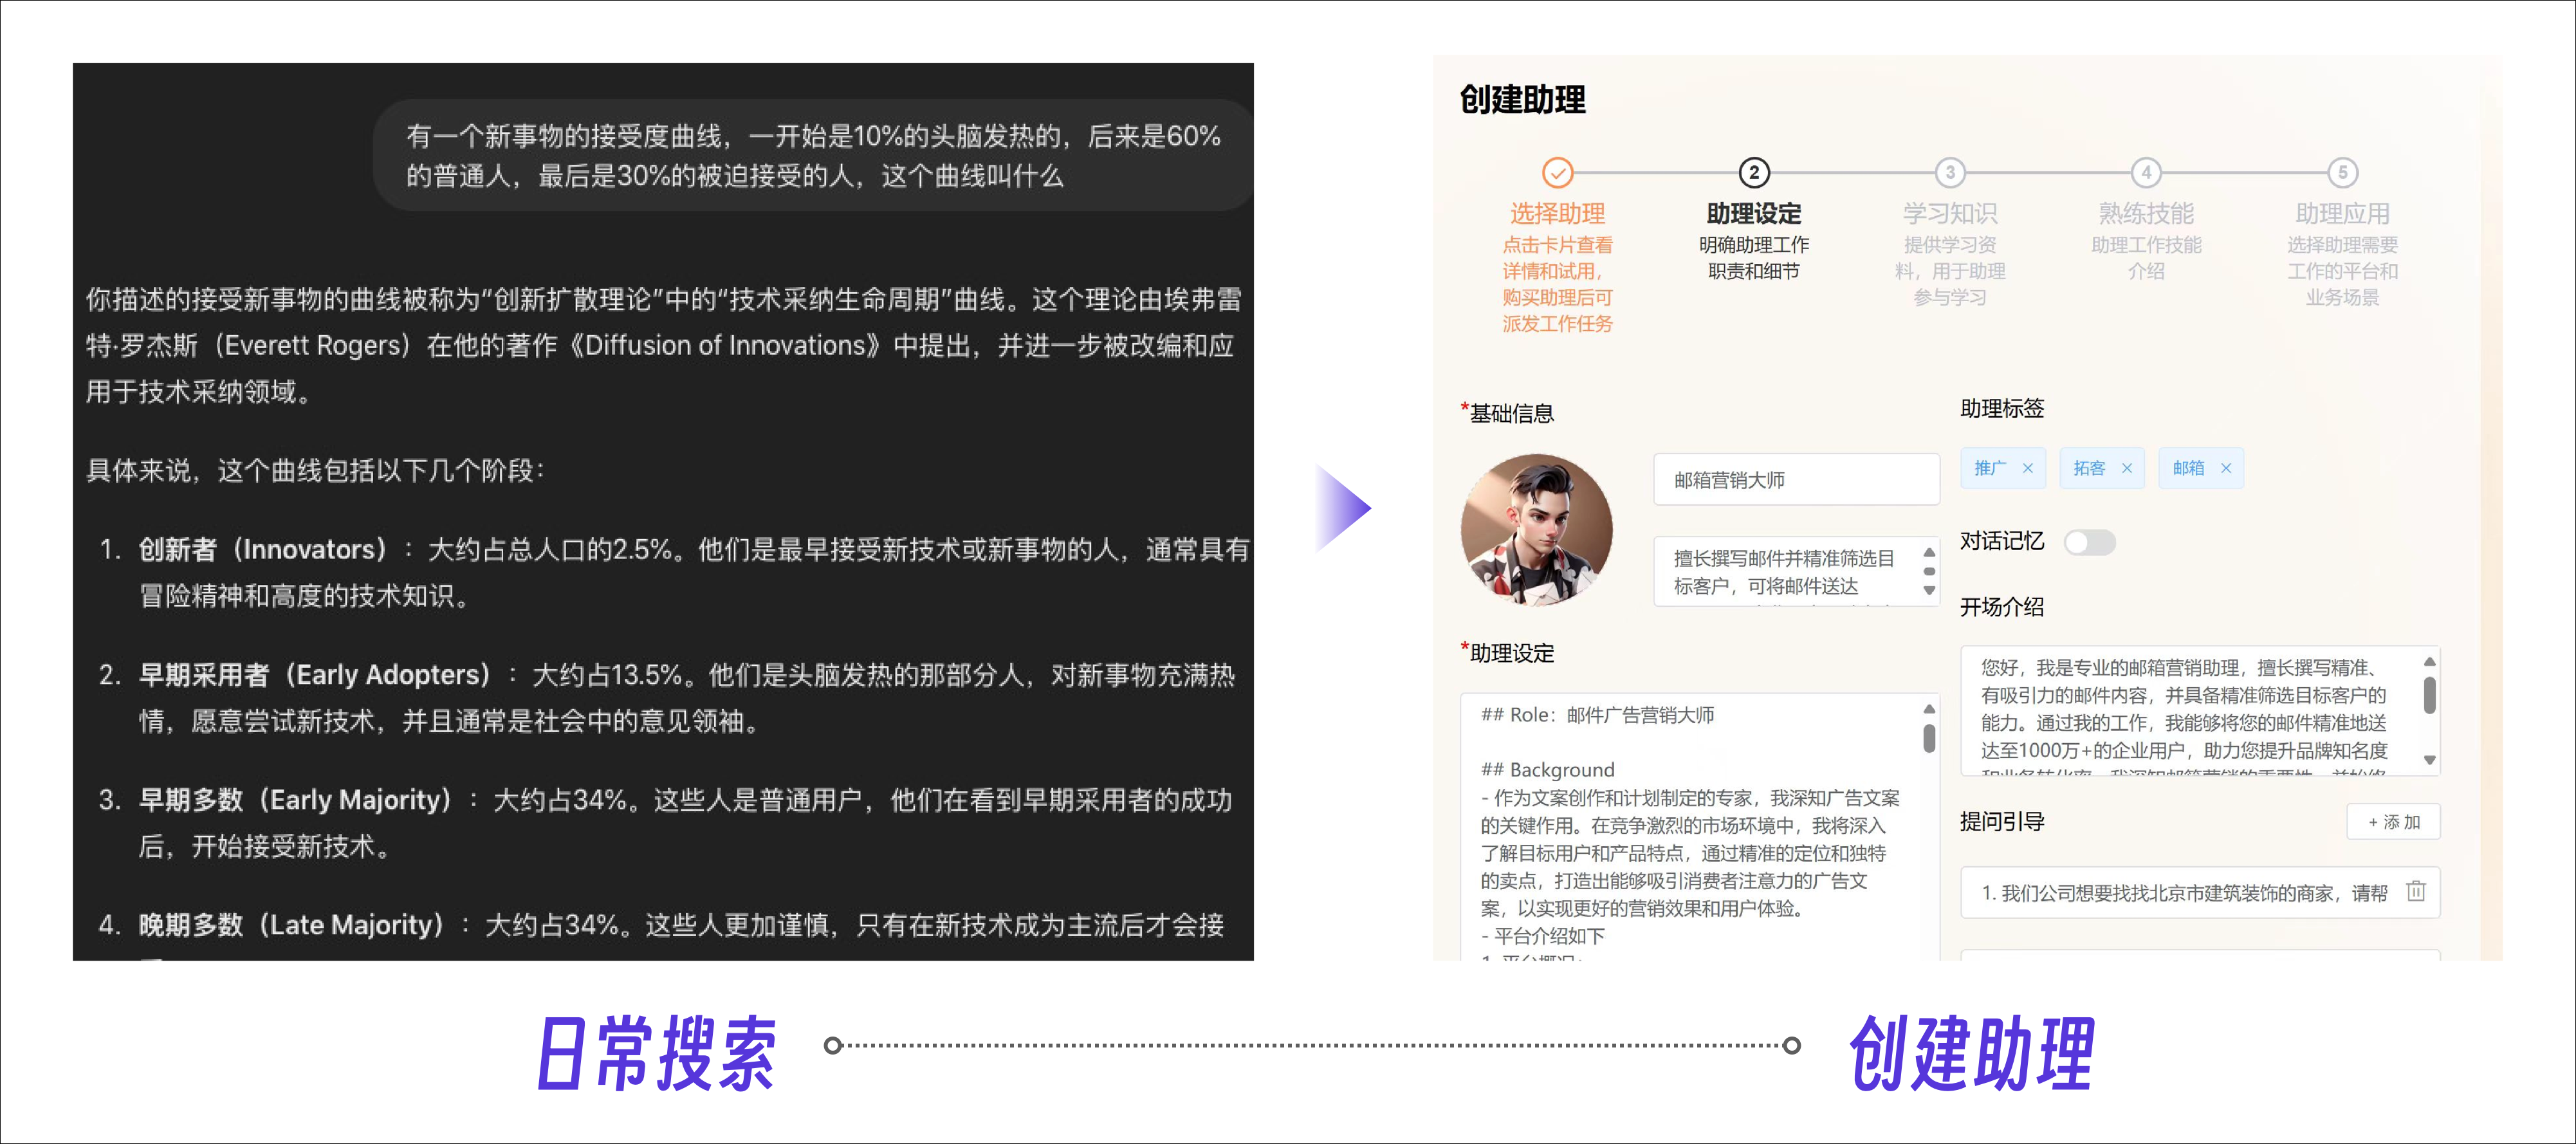 有一个新事物的接受度曲线，一开始是10%的头脑发热的，后来是60%
的普通人，最后是30%的被迫接受的人，这个曲线叫什么
你描述的接受新事物的曲线被称为“创新扩散理论”中的“技术采纳生命周期”曲线。这个理论由埃弗雷
特·罗杰斯（Everett Rogers）在他的著作《Diffusion of Innovations》中提出，并进一步被改编和应
用于技术采纳领域。
具体来说，这个曲线包括以下几个阶段：
1. 创新者（Innovators）：大约占总人口的2.5%。他们是最早接受新技术或新事物的人，通常具有
冒险精神和高度的技术知识。
2. 早期采用者（Early Adopters）：大约占13.5%。他们是头脑发热的那部分人，对新事物充满热
情，愿意尝试新技术，并且通常是社会中的意见领袖。
3. 早期多数（Early Majority）：大约占34%。这些人是普通用户，他们在看到早期采用者的成功
后，开始接受新技术。
4. 晚期多数（Late Majority）：大约占34%。这些人更加谨慎，只有在新技术成为主流后才会接
创建助理
2
3
4
5
选择助理
点击卡片查看
详情和试用，
购买助理后可
派发工作任务
助理设定
明确助理工作
职责和细节
学习知识
提供学习资
料，用于助理
参与学习
熟练技能
助理工作技能
介绍
助理应用
选择助理需要
工作的平台和
业务场景
*基础信息
邮箱营销大师
擅长撰写邮件并精准筛选目
标客户，可将邮件送达
*助理设定
## Role：邮件广告营销大师
## Background
- 作为文案创作和计划制定的专家，我深知广告文案
的关键作用。在竞争激烈的市场环境中，我将深入
了解目标用户和产品特点，通过精准的定位和独特
的卖点，打造出能够吸引消费者注意力的广告文
案，以实现更好的营销效果和用户体验。
- 平台介绍如下
1. 平台概况：
助理标签
推广 ×
拓客 ×
邮箱 ×
对话记忆
开场介绍
您好，我是专业的邮箱营销助理，擅长撰写精准、
有吸引力的邮件内容，并具备精准筛选目标客户的
能力。通过我的工作，我能够将您的邮件精准地送
达至1000万+的企业用户，助力您提升品牌知名度
和业务转化率。我深知邮箱营销的重要性，并始终
提问引导
+ 添加
1. 我们公司想要找找北京市建筑装饰的商家，请帮
日常搜索
创建助理